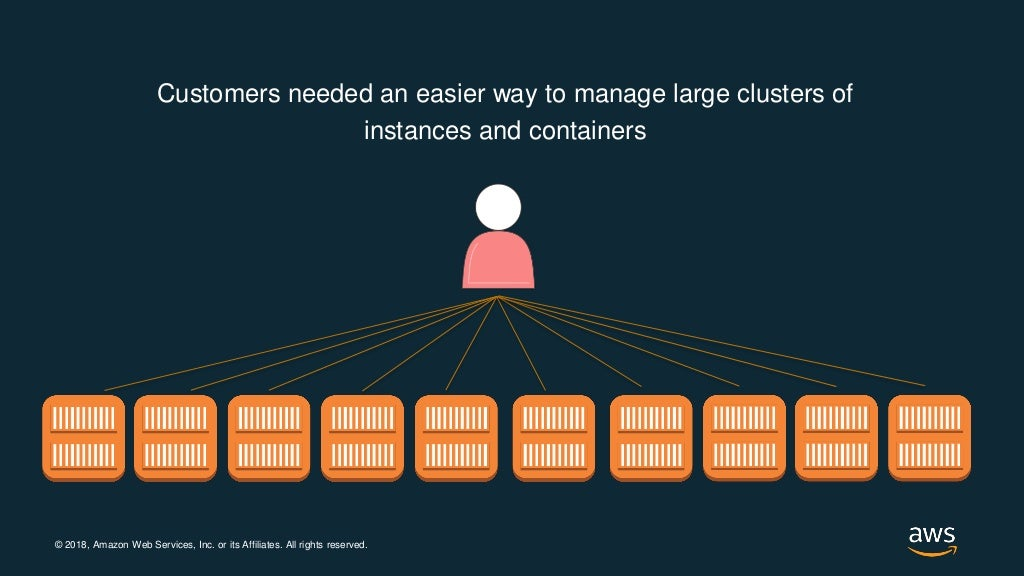 Customers needed an easier way to manage large clusters of
instances and containers
© 2018, Amazon Web Services, Inc. or its Affiliates. All rights reserved.
aws